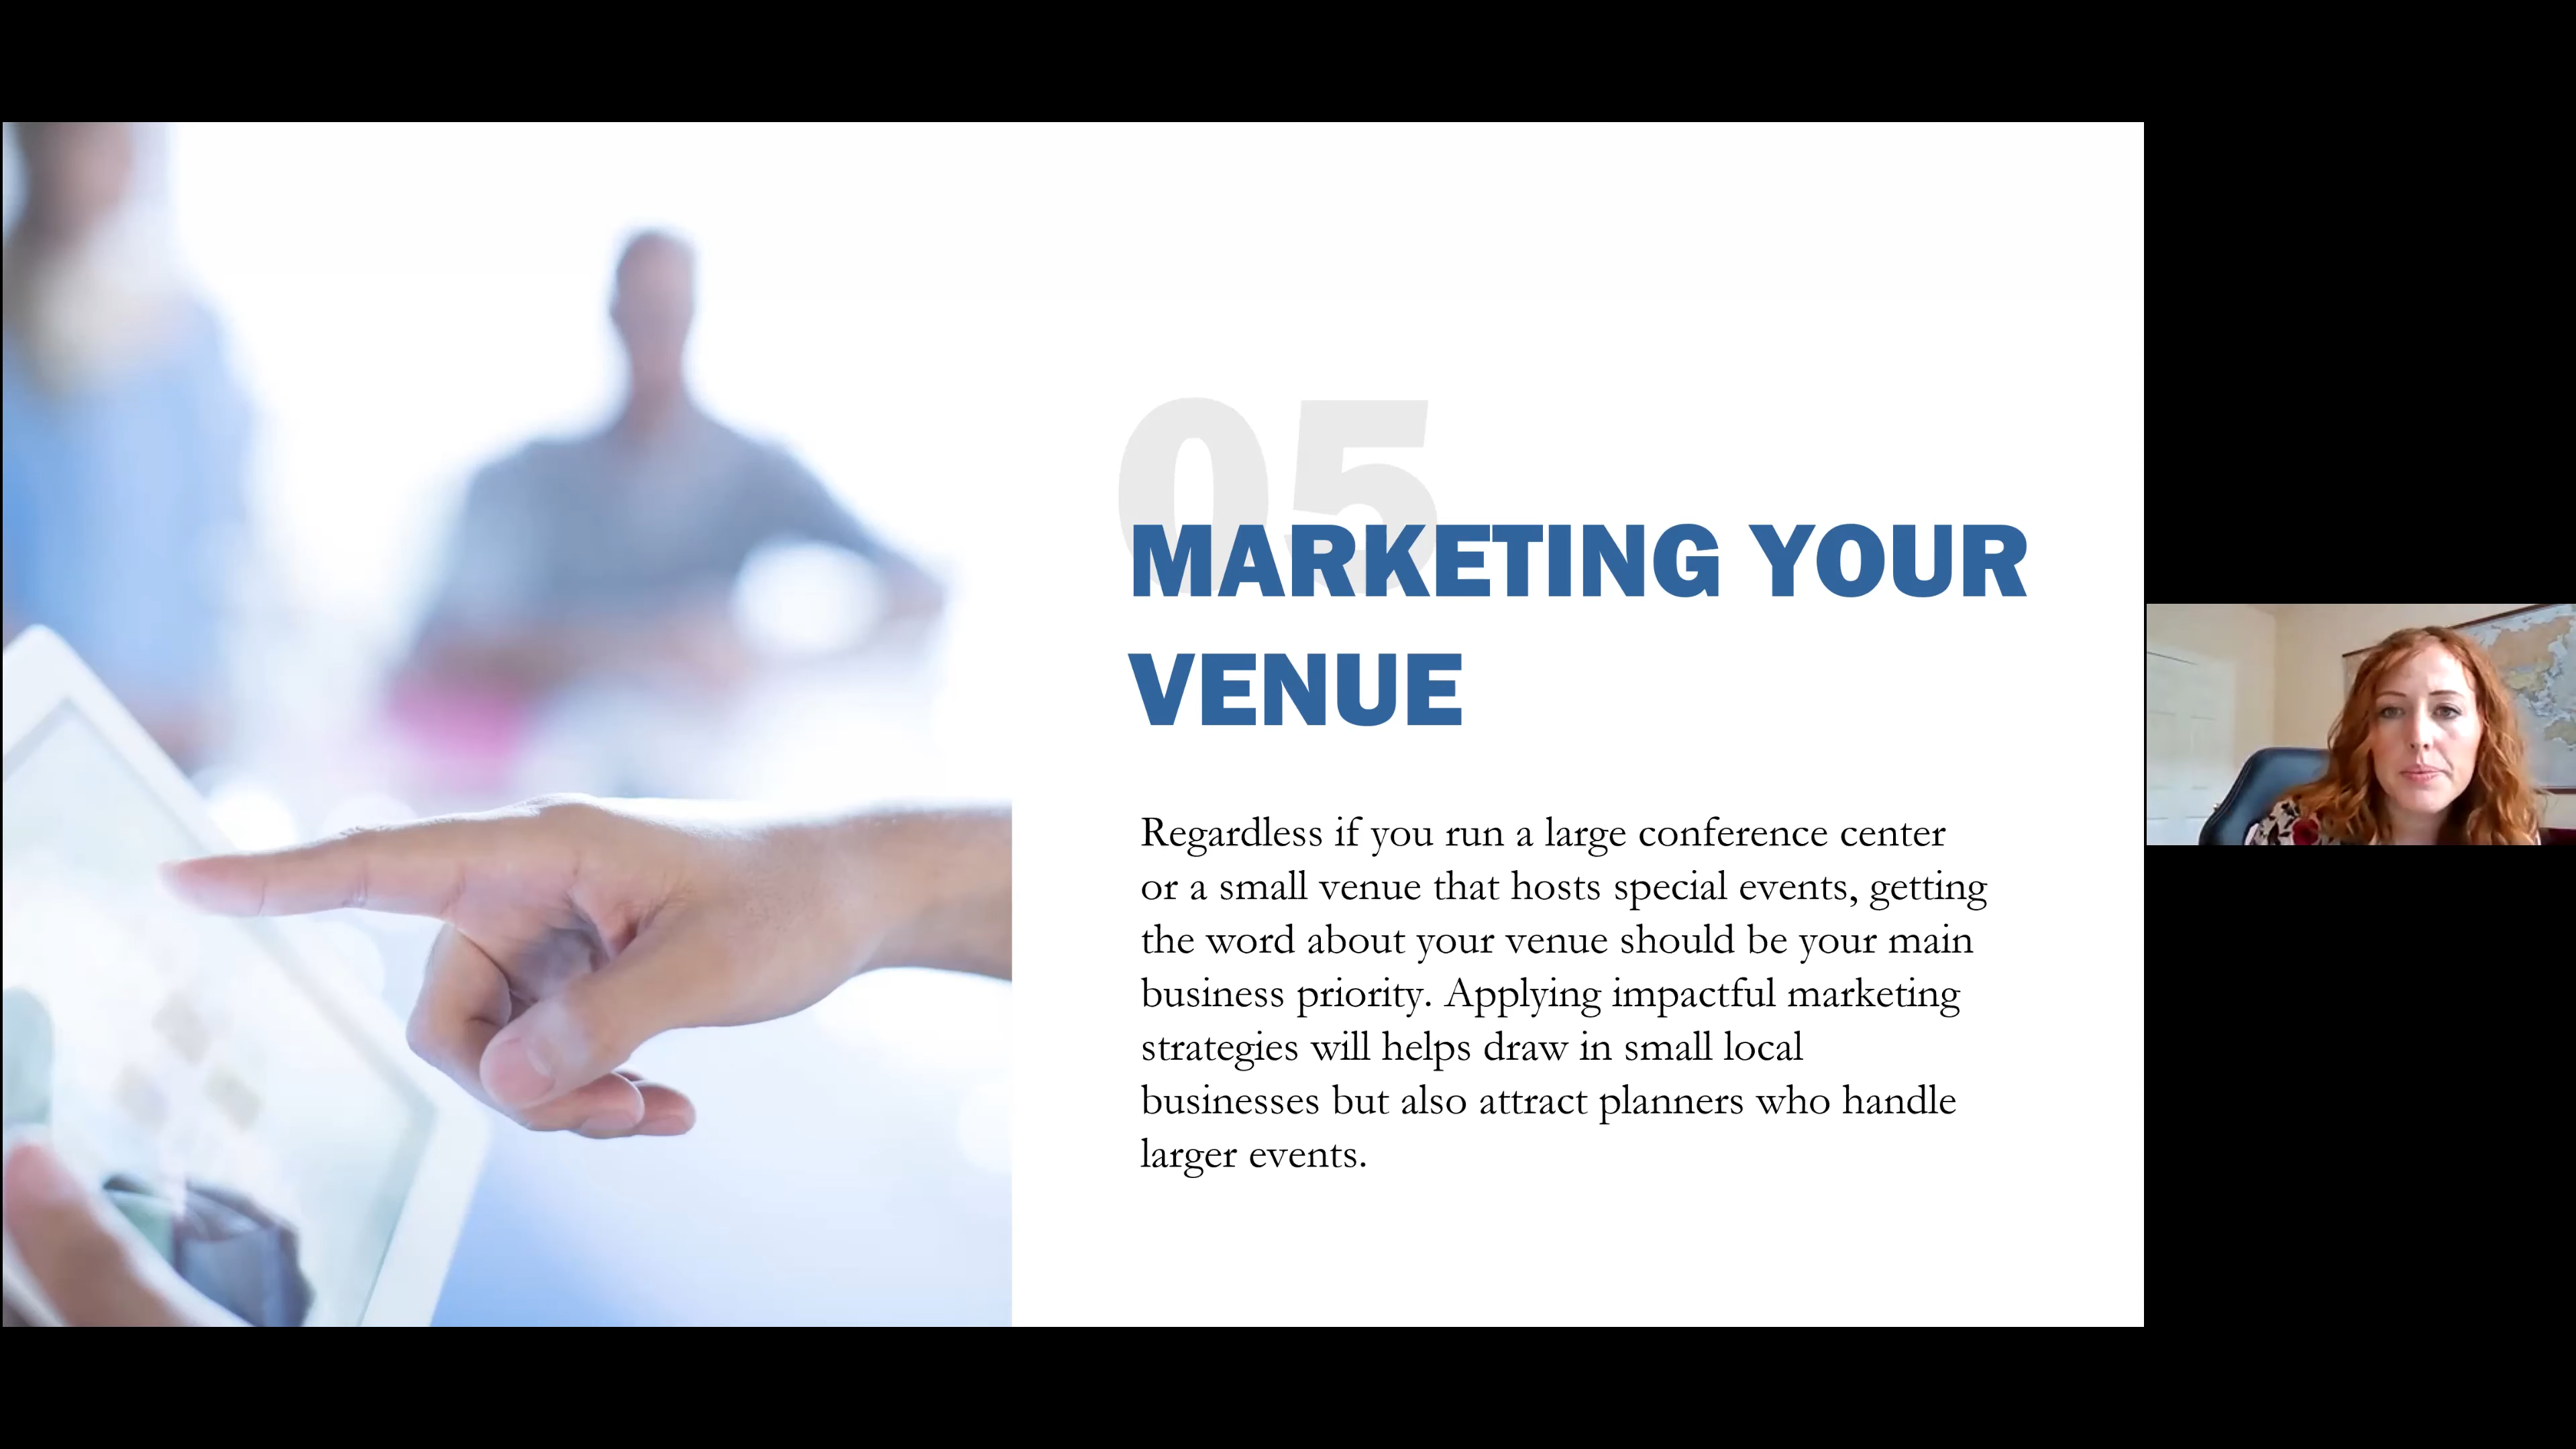 05
MARKETING YOUR
VENUE
Regardless if you run a large conference center
or a small venue that hosts special events, getting
the word about your venue should be your main
business priority. Applying impactful marketing
strategies will helps draw in small local
businesses but also attract planners who handle
larger events.